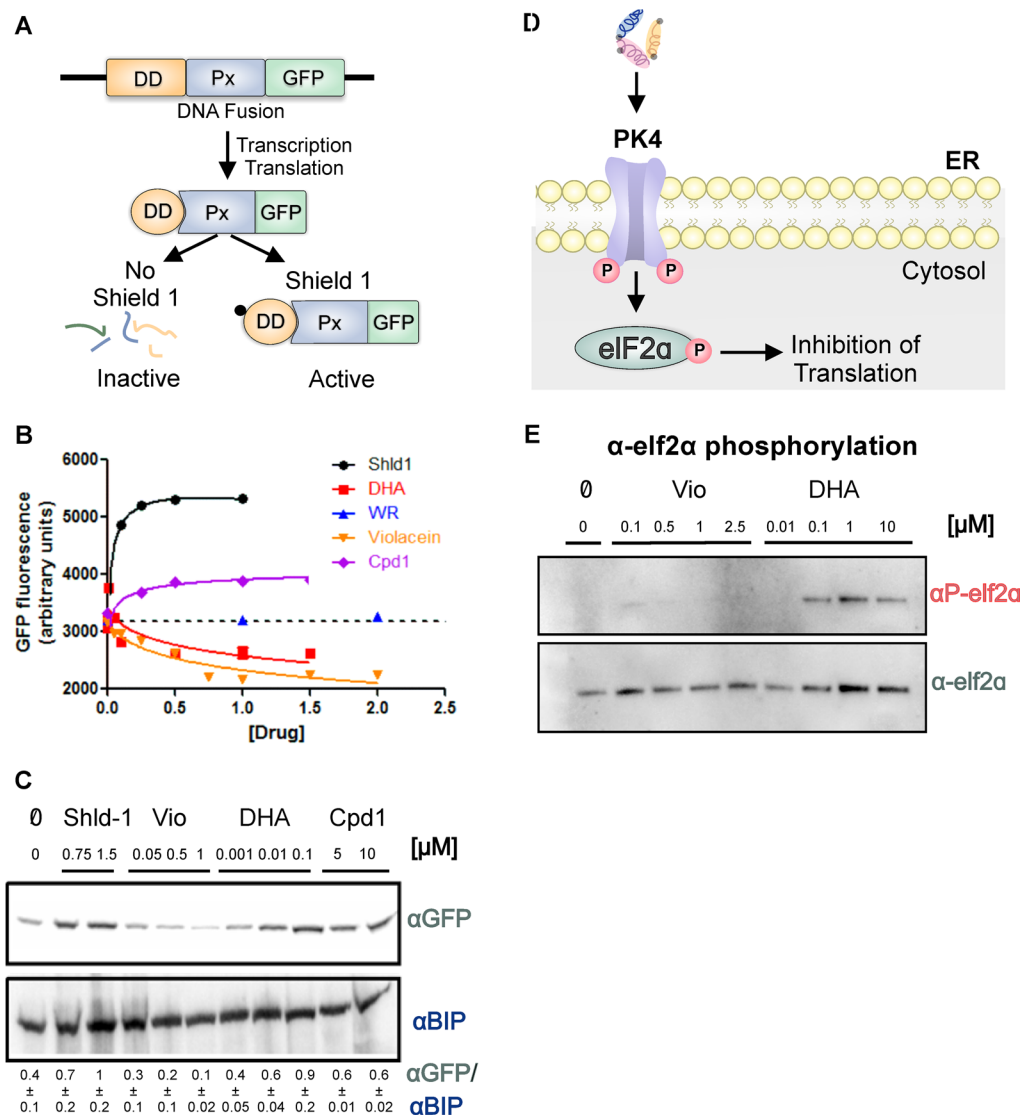 A
DD Px GFP
DNA Fusion
Transcription
Translation
DD Px GFP
No
Shield 1
Shield 1
DD Px GFP
Inactive
Active
B
6000
5000
4000
3000
2000
GFP fluorescence
(arbitrary units)
0.0 0.5 1.0 1.5 2.0 2.5
[Drug]
Shld1
DHA
WR
Violacein
Cpd1
C
∅ Shld-1 Vio DHA Cpd1
0 0.75 1.5 0.05 0.5 1 0.001 0.01 0.1 5 10 [µM]
αGFP
αBIP
0.4 0.7 1 0.3 0.2 0.1 0.4 0.6 0.9 0.6 0.6 αGFP/
± ± ± ± ± ± ± ± ± ± ±
0.1 0.2 0.2 0.1 0.1 0.02 0.05 0.04 0.2 0.01 0.02 αBIP
D
PK4
ER
P P
Cytosol
eIF2α P
Inhibition of
Translation
E
α-eIf2α phosphorylation
∅ Vio DHA
0 0.1 0.5 1 2.5 0.01 0.1 1 10 [µM]
αP-eIf2α
α-eIf2α